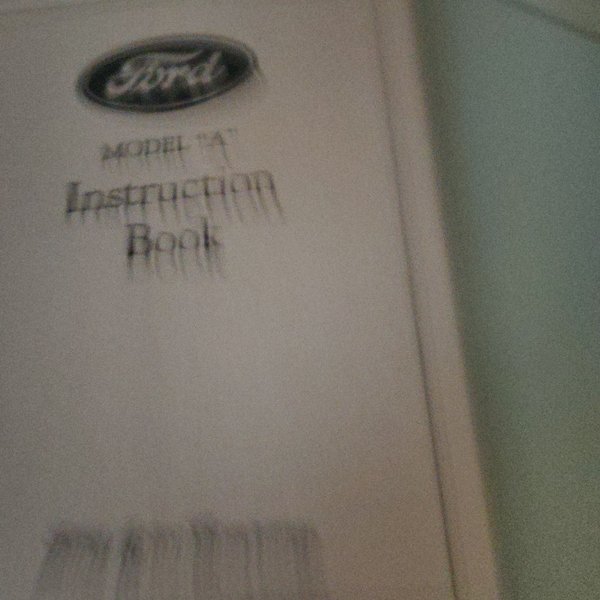 Ford
MODEL "A"
Instruction
Book